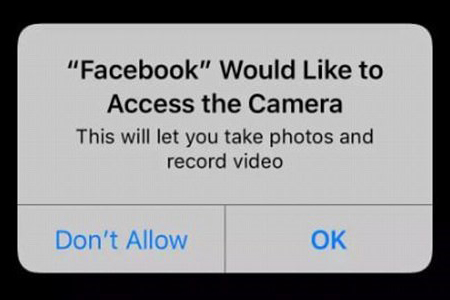 “Facebook” Would Like to
Access the Camera
This will let you take photos and
record video
Don’t Allow
OK